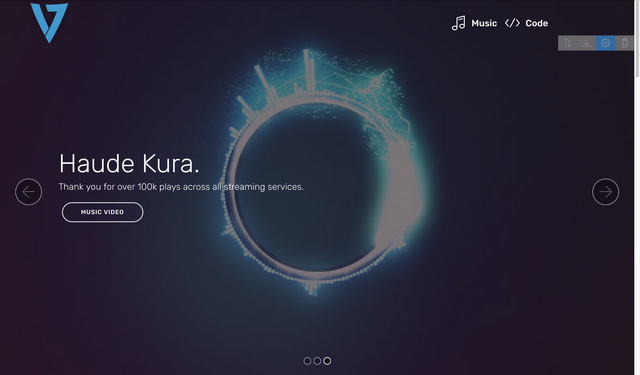 Music
Code
Haude Kura.
Thank you for over 100k plays across all streaming services.
MUSIC VIDEO